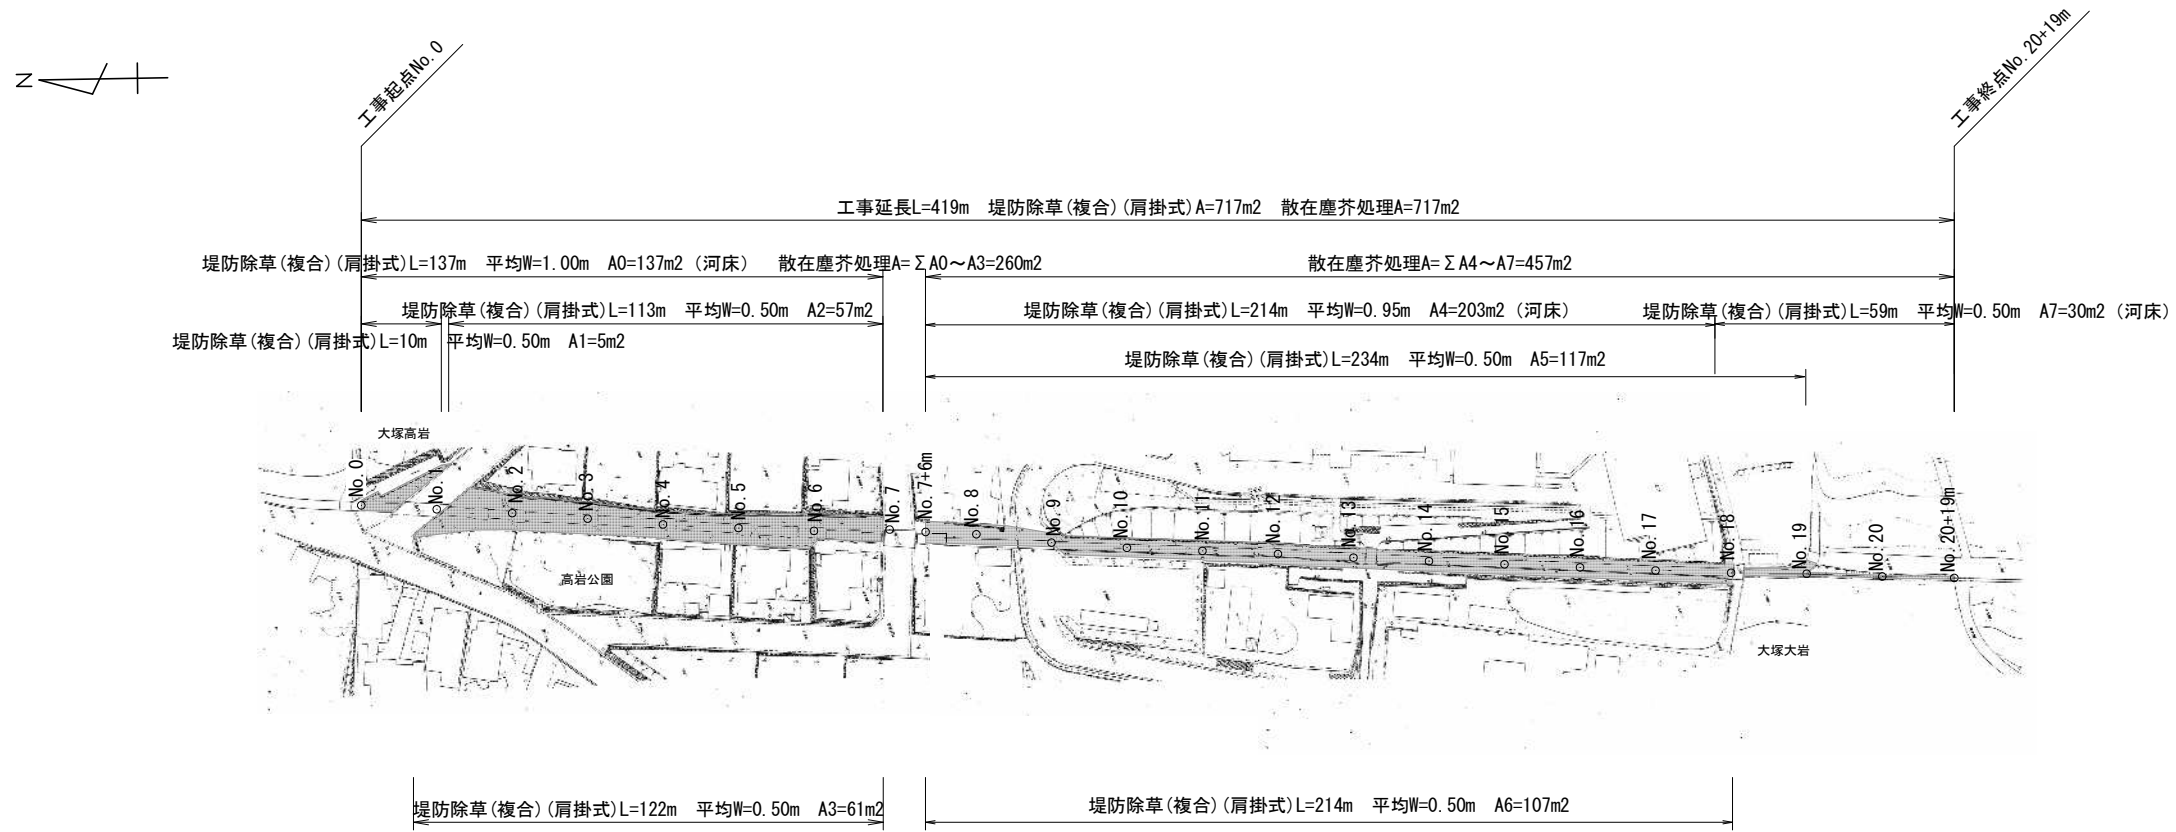 N
工事起点No.0
工事終点No.20+19m
工事延長L=419m　堤防除草(複合)(肩掛式)A=717m2　散在塵芥処理A=717m2
堤防除草(複合)(肩掛式)L=137m　平均W=1.00m　A0=137m2（河床）　散在塵芥処理A=ΣA0～A3=260m2
散在塵芥処理A=ΣA4～A7=457m2
堤防除草(複合)(肩掛式)L=113m　平均W=0.50m　A2=57m2
堤防除草(複合)(肩掛式)L=214m　平均W=0.95m　A4=203m2（河床）
堤防除草(複合)(肩掛式)L=59m　平均W=0.50m　A7=30m2（河床）
堤防除草(複合)(肩掛式)L=10m　平均W=0.50m　A1=5m2
堤防除草(複合)(肩掛式)L=234m　平均W=0.50m　A5=117m2
大塚高岩
No.0
No.1
No.2
No.3
No.4
No.5
No.6
No.7
No.7+6m
No.8
No.9
No.10
No.11
No.12
No.13
No.14
No.15
No.16
No.17
No.18
No.19
No.20
No.20+19m
高岩公園
大塚大岩
堤防除草(複合)(肩掛式)L=122m　平均W=0.50m　A3=61m2
堤防除草(複合)(肩掛式)L=214m　平均W=0.50m　A6=107m2